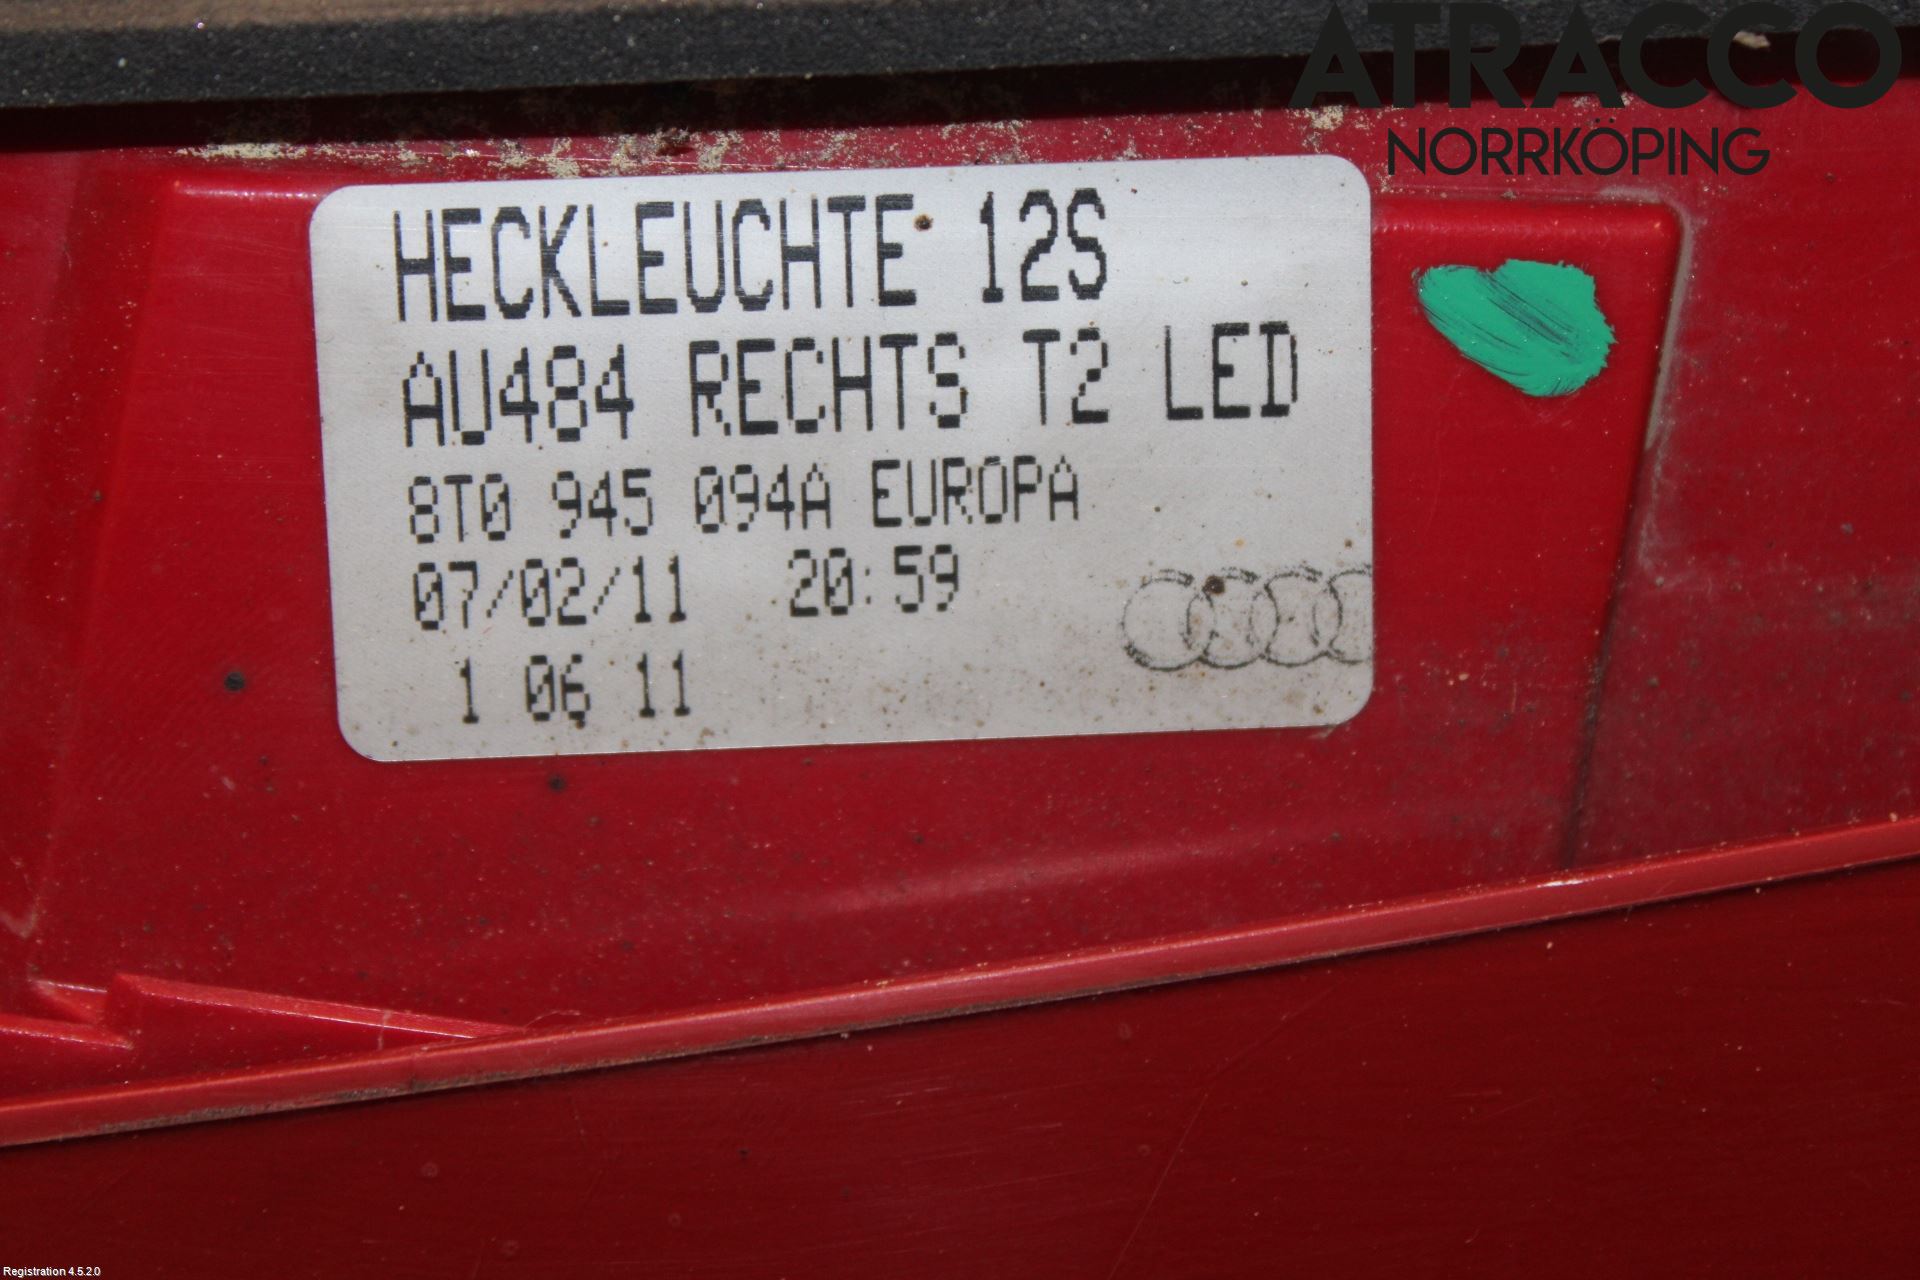 ATRACCO
NORRKÖPING
HECKLEUCHTE 12S
AU484 RECHTS T2 LED
8T0 945 094A EUROPA
07/02/11 20:59
1 06 11
Registration 4.5.2.0